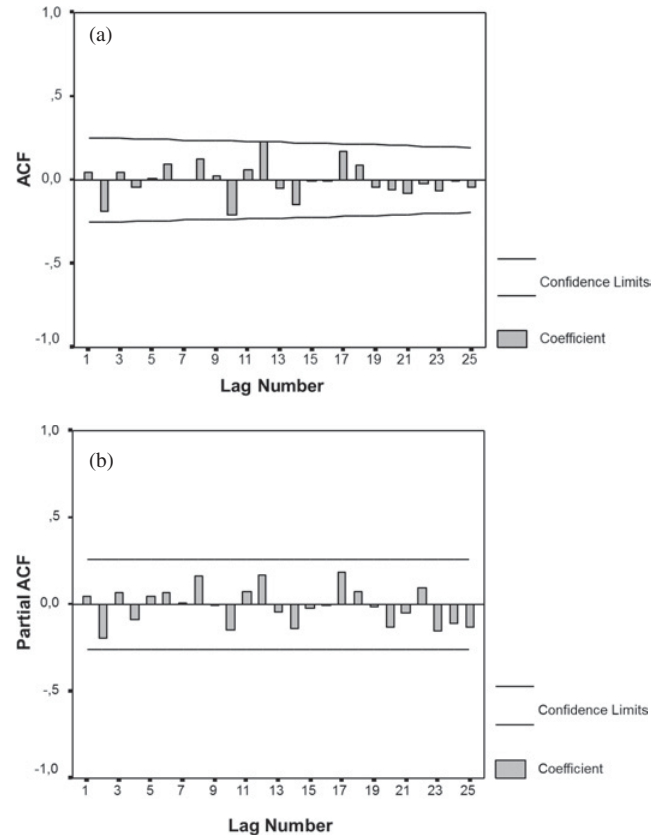 (a)
1,0
,5
0,0
-,5
-1,0
ACF
1 3 5 7 9 11 13 15 17 19 21 23 25
Lag Number
Confidence Limits
Coefficient
(b)
1,0
,5
0,0
-,5
-1,0
Partial ACF
1 3 5 7 9 11 13 15 17 19 21 23 25
Lag Number
Confidence Limits
Coefficient